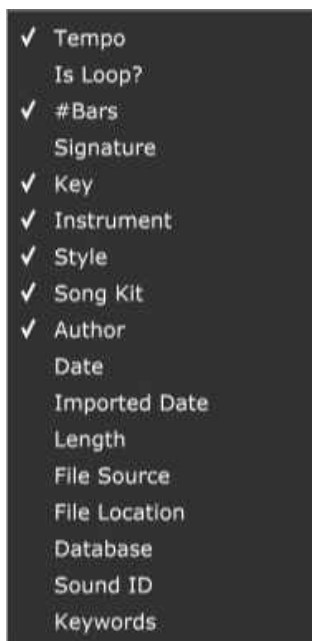 ✓ Tempo
Is Loop?
✓ #Bars
Signature
✓ Key
✓ Instrument
✓ Style
✓ Song Kit
✓ Author
Date
Imported Date
Length
File Source
File Location
Database
Sound ID
Keywords